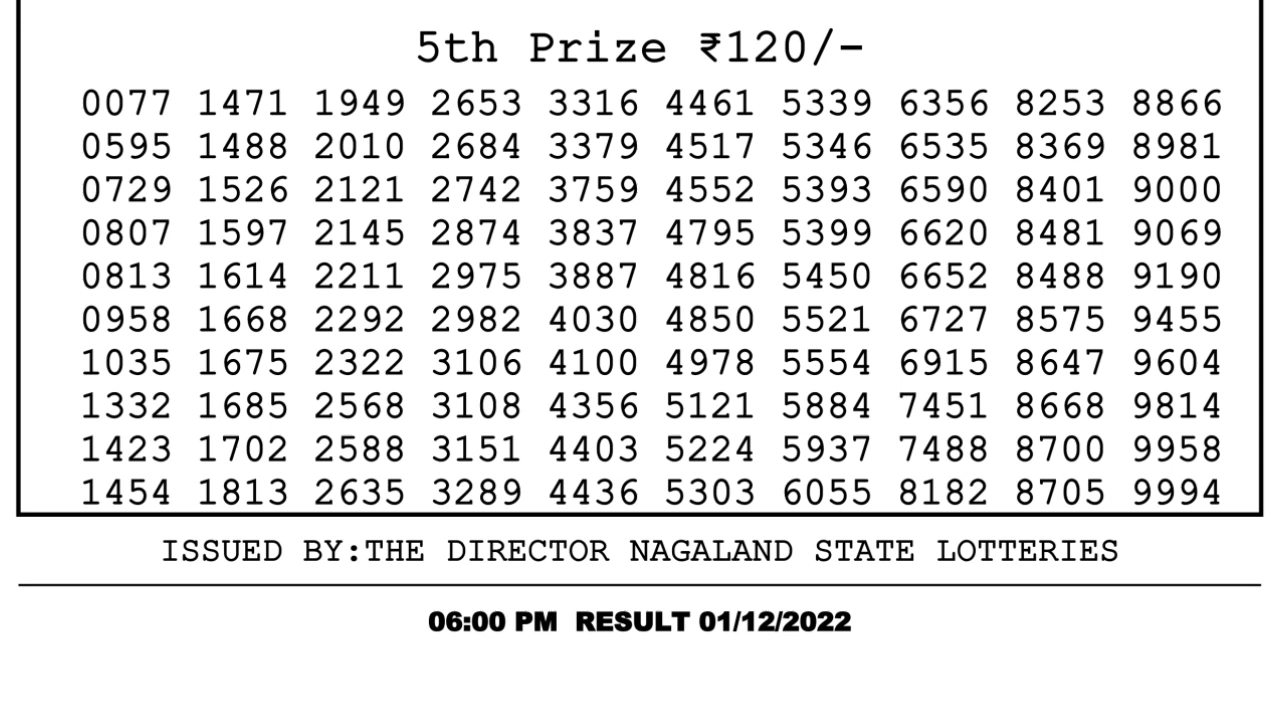 5th Prize ₹120/-
0077 1471 1949 2653 3316 4461 5339 6356 8253 8866
0595 1488 2010 2684 3379 4517 5346 6535 8369 8981
0729 1526 2121 2742 3759 4552 5393 6590 8401 9000
0807 1597 2145 2874 3837 4795 5399 6620 8481 9069
0813 1614 2211 2975 3887 4816 5450 6652 8488 9190
0958 1668 2292 2982 4030 4850 5521 6727 8575 9455
1035 1675 2322 3106 4100 4978 5554 6915 8647 9604
1332 1685 2568 3108 4356 5121 5884 7451 8668 9814
1423 1702 2588 3151 4403 5224 5937 7488 8700 9958
1454 1813 2635 3289 4436 5303 6055 8182 8705 9994
ISSUED BY:THE DIRECTOR NAGALAND STATE LOTTERIES
06:00 PM RESULT 01/12/2022